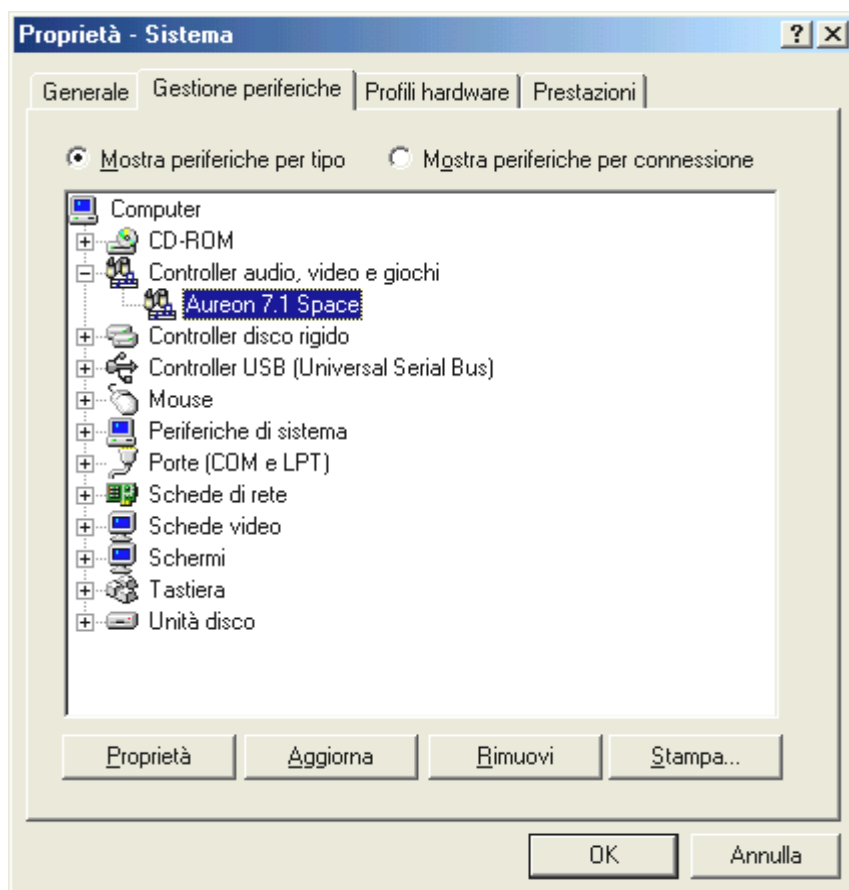 Proprietà - Sistema
Generale Gestione periferiche Profili hardware Prestazioni
Mostra periferiche per tipo Mostra periferiche per connessione
Computer
CD-ROM
Controller audio, video e giochi
Aureon 7.1 Space
Controller disco rigido
Controller USB (Universal Serial Bus)
Mouse
Periferiche di sistema
Porte (COM e LPT)
Schede di rete
Schede video
Schermi
Tastiera
Unità disco
Proprietà Aggiorna Rimuovi Stampa...
OK Annulla